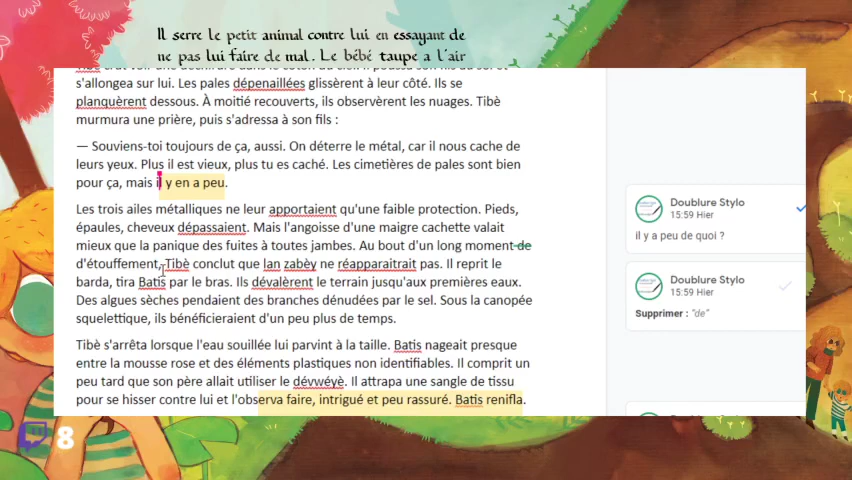 Il serre le petit animal contre lui en essayant de
ne pas lui faire de mal. Le bébé taupe a l'air
s'allongea sur lui. Les pales dépenaillées glissèrent à leur côté. Ils se
planquèrent dessous. À moitié recouverts, ils observèrent les nuages. Tibè
murmura une prière, puis s'adressa à son fils :
— Souviens-toi toujours de ça, aussi. On déterre le métal, car il nous cache de
leurs yeux. Plus il est vieux, plus tu es caché. Les cimetières de pales sont bien
pour ça, mais il y en a peu.
Les trois ailes métalliques ne leur apportaient qu'une faible protection. Pieds,
épaules, cheveux dépassaient. Mais l'angoisse d'une maigre cachette valait
mieux que la panique des fuites à toutes jambes. Au bout d'un long moment de
d'étouffement, Tibè conclut que lan zabèy ne réapparaitrait pas. Il reprit le
barda, tira Batis par le bras. Ils dévalèrent le terrain jusqu'aux premières eaux.
Des algues sèches pendaient des branches dénudées par le sel. Sous la canopée
squelettique, ils bénéficieraient d'un peu plus de temps.
Tibè s'arrêta lorsque l'eau souillée lui parvint à la taille. Batis nageait presque
entre la mousse rose et des éléments plastiques non identifiables. Il comprit un
peu tard que son père allait utiliser le dévwéyè. Il attrapa une sangle de tissu
pour se hisser contre lui et l'observa faire, intrigué et peu rassuré. Batis renifla.
Doublure Stylo
15:59 Hier
il y a peu de quoi ?
Doublure Stylo
15:59 Hier
Supprimer : "de"
8